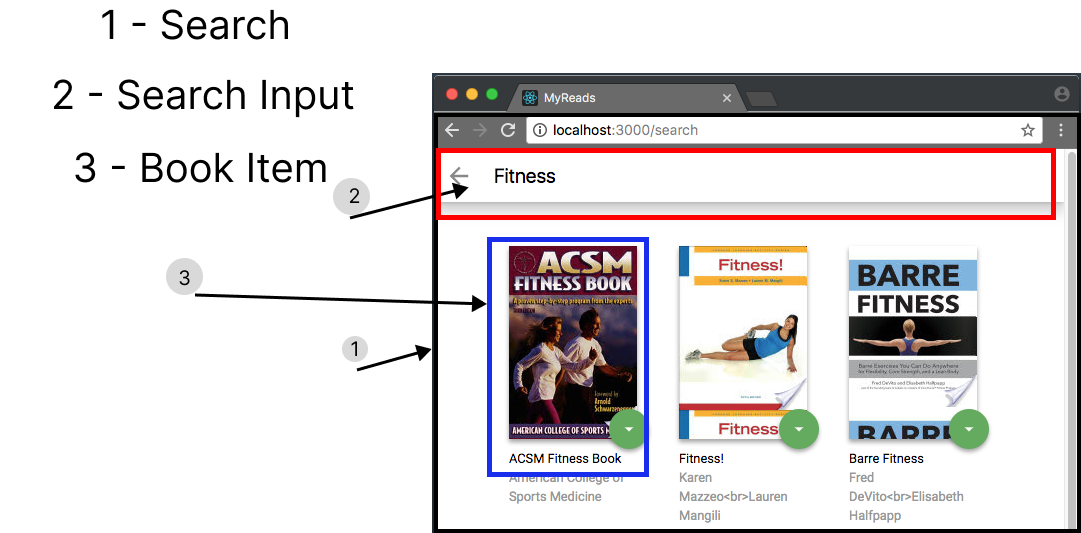 1 - Search
2 - Search Input
3 - Book Item
MyReads
localhost:3000/search
2
Fitness
3
1
ACSM
FITNESS BOOK
A proven step-by-step program from the experts
Foreword by
Arnold
Schwarzenegger
AMERICAN COLLEGE OF SPORTS M
Fitness!
Karen S. Mazzeo • Lauren M. Mangili
Fitness!
BARRE
FITNESS
Barre Exercises You Can Do Anywhere
for Flexibility, Core Strength, and a Lean Body
Fred DeVito and Elisabeth Halfpapp
BARRE
ACSM Fitness Book
American College of
Sports Medicine
Fitness!
Karen
Mazzeo<br>Lauren
Mangili
Barre Fitness
Fred
DeVito<br>Elisabeth
Halfpapp